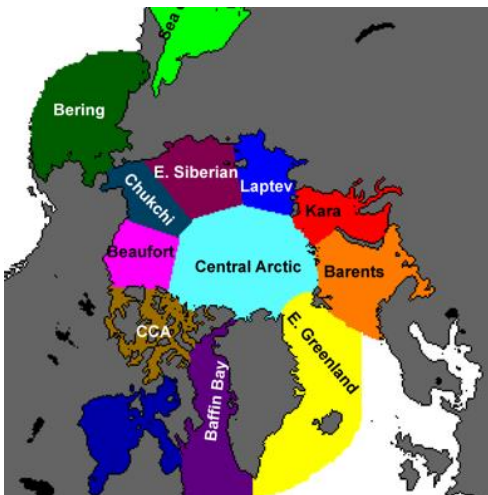 Sea
Bering
E. Siberian
Laptev
Chukchi
Kara
Beaufort
Central Arctic
Barents
CCA
E. Greenland
Baffin Bay